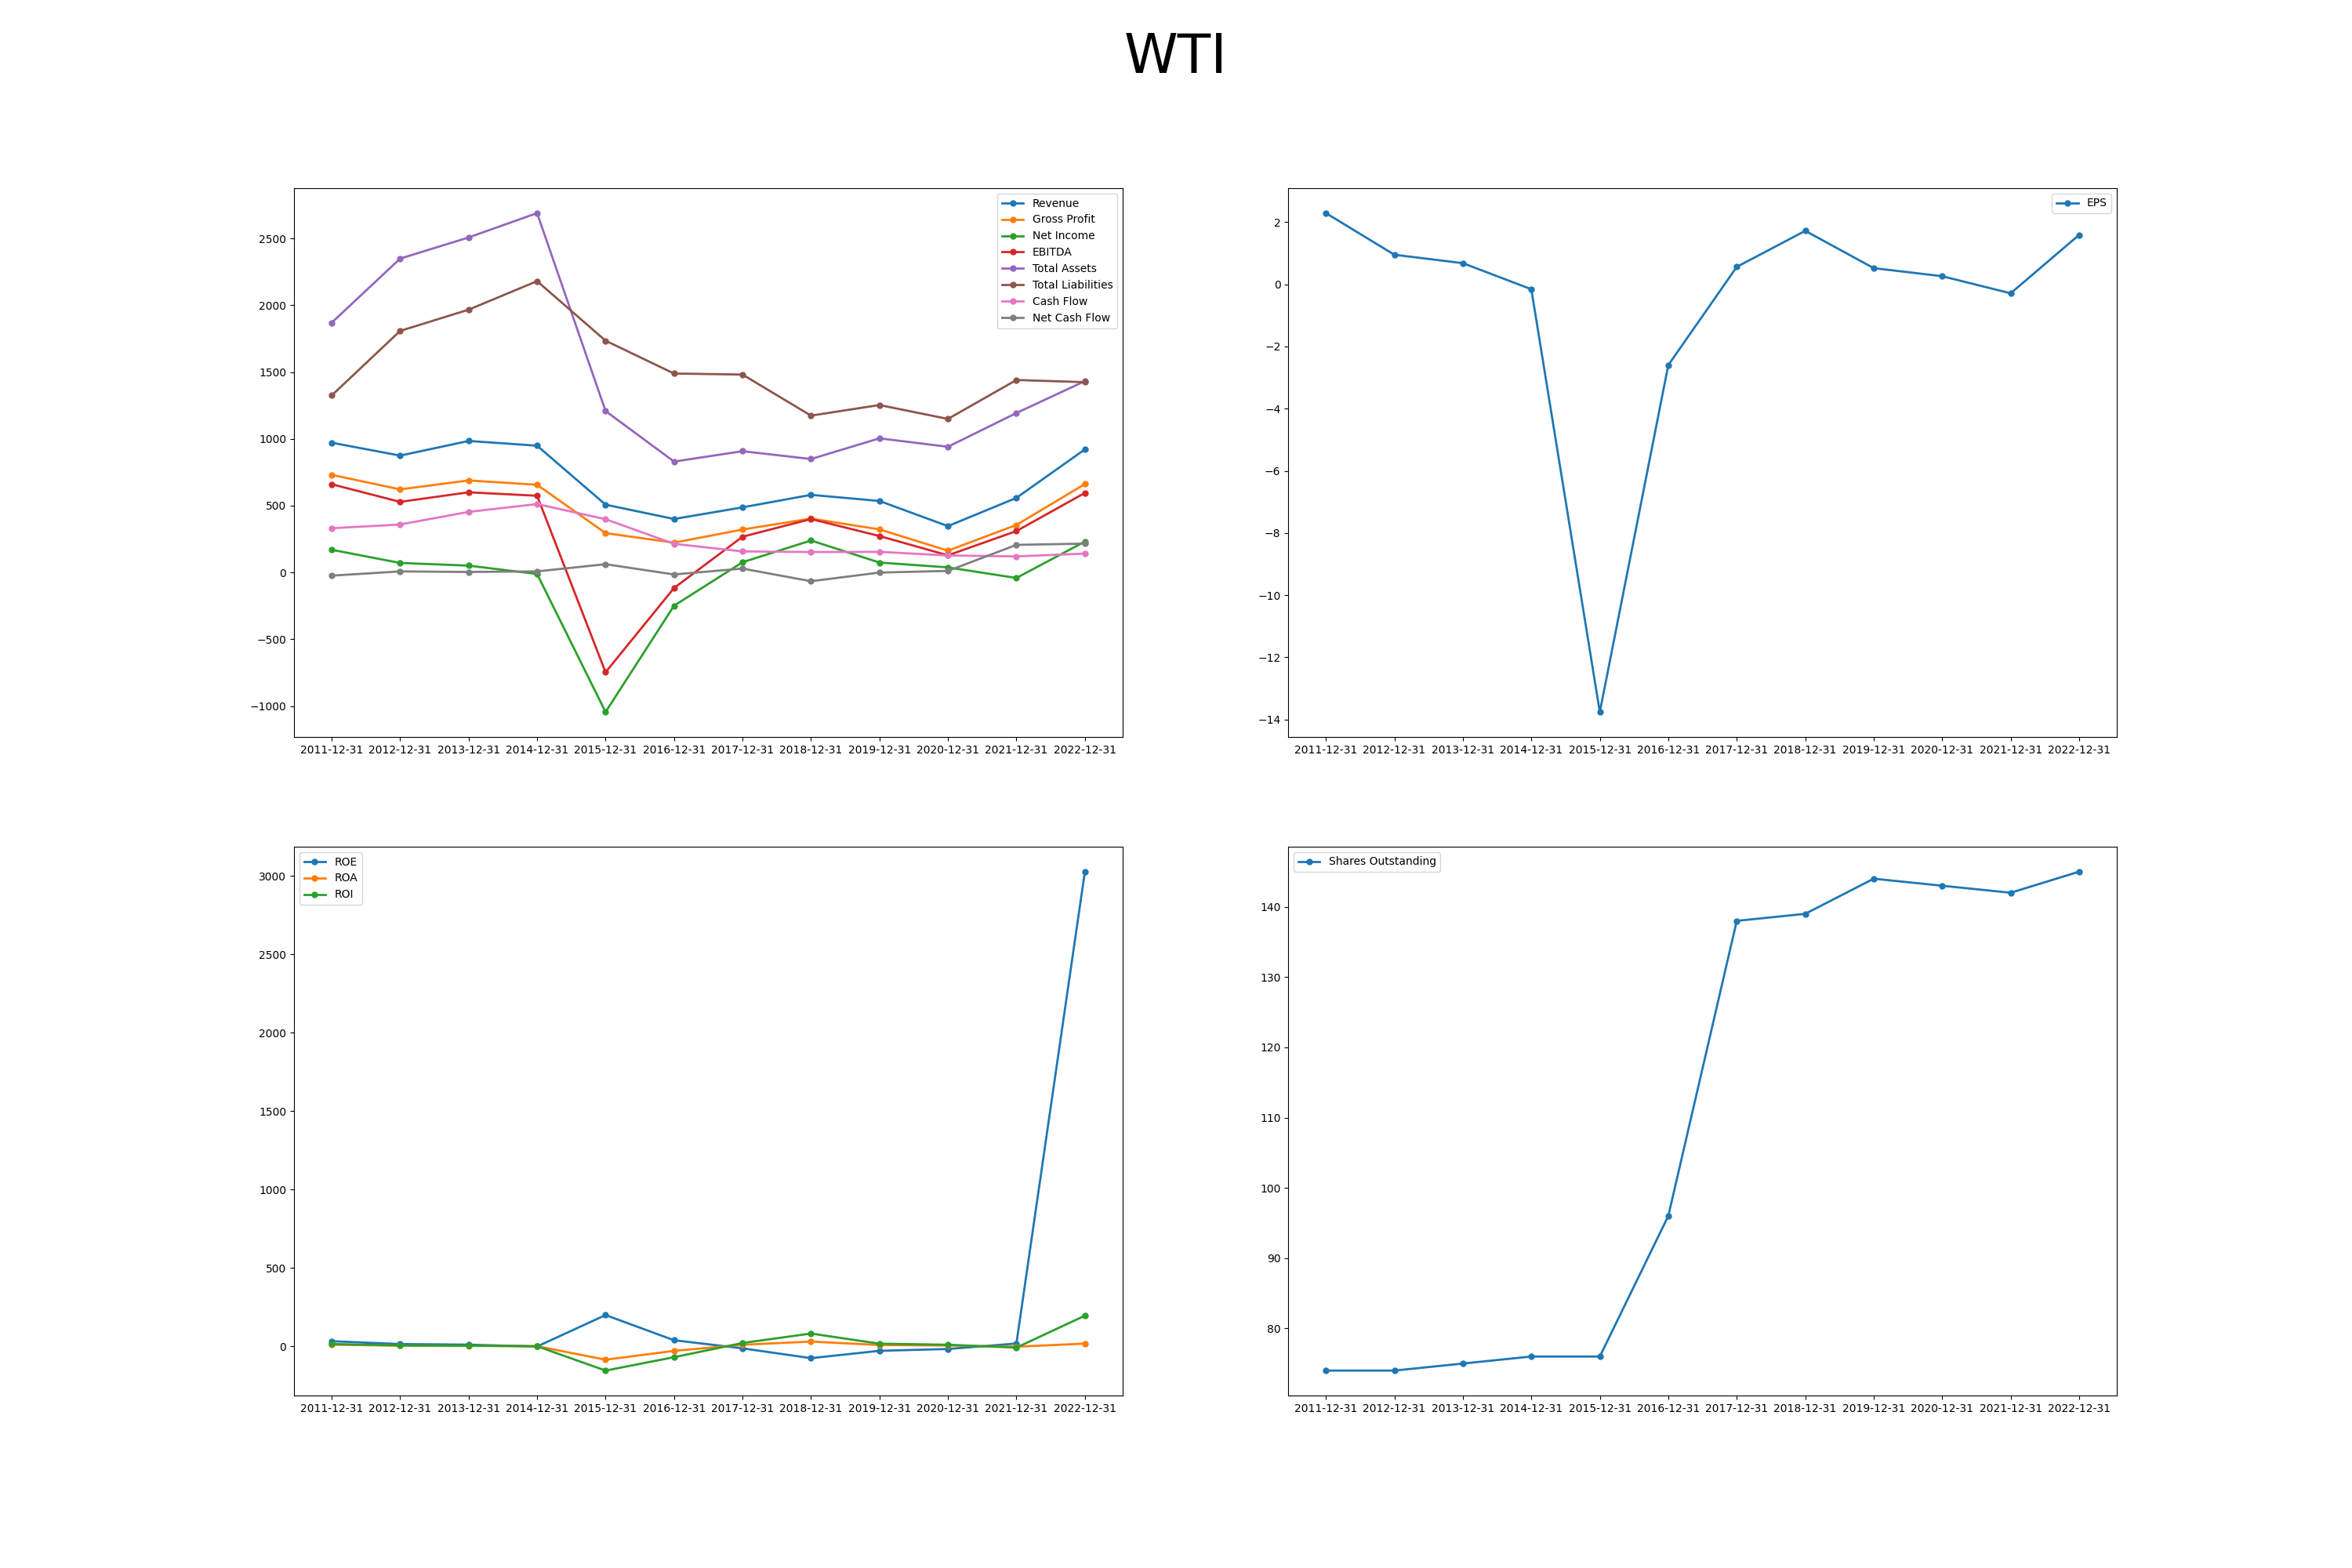 WTI
Revenue
Gross Profit
Net Income
EBITDA
Total Assets
Total Liabilities
Cash Flow
Net Cash Flow
2500
2000
1500
1000
500
0
−500
−1000
2011-12-31 2012-12-31 2013-12-31 2014-12-31 2015-12-31 2016-12-31 2017-12-31 2018-12-31 2019-12-31 2020-12-31 2021-12-31 2022-12-31
EPS
2
0
−2
−4
−6
−8
−10
−12
−14
2011-12-31 2012-12-31 2013-12-31 2014-12-31 2015-12-31 2016-12-31 2017-12-31 2018-12-31 2019-12-31 2020-12-31 2021-12-31 2022-12-31
ROE
ROA
ROI
3000
2500
2000
1500
1000
500
0
2011-12-31 2012-12-31 2013-12-31 2014-12-31 2015-12-31 2016-12-31 2017-12-31 2018-12-31 2019-12-31 2020-12-31 2021-12-31 2022-12-31
Shares Outstanding
140
130
120
110
100
90
80
2011-12-31 2012-12-31 2013-12-31 2014-12-31 2015-12-31 2016-12-31 2017-12-31 2018-12-31 2019-12-31 2020-12-31 2021-12-31 2022-12-31